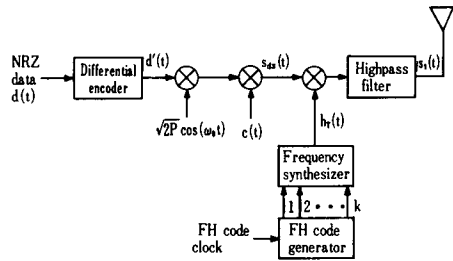 NRZ
data
d(t)
Differential
encoder
d'(t)
√2P cos(ω₀t)
c(t)
s_ds(t)
h_T(t)
Highpass
filter
s_t(t)
Frequency
synthesizer
1 2 · · · k
FH code
clock
FH code
generator